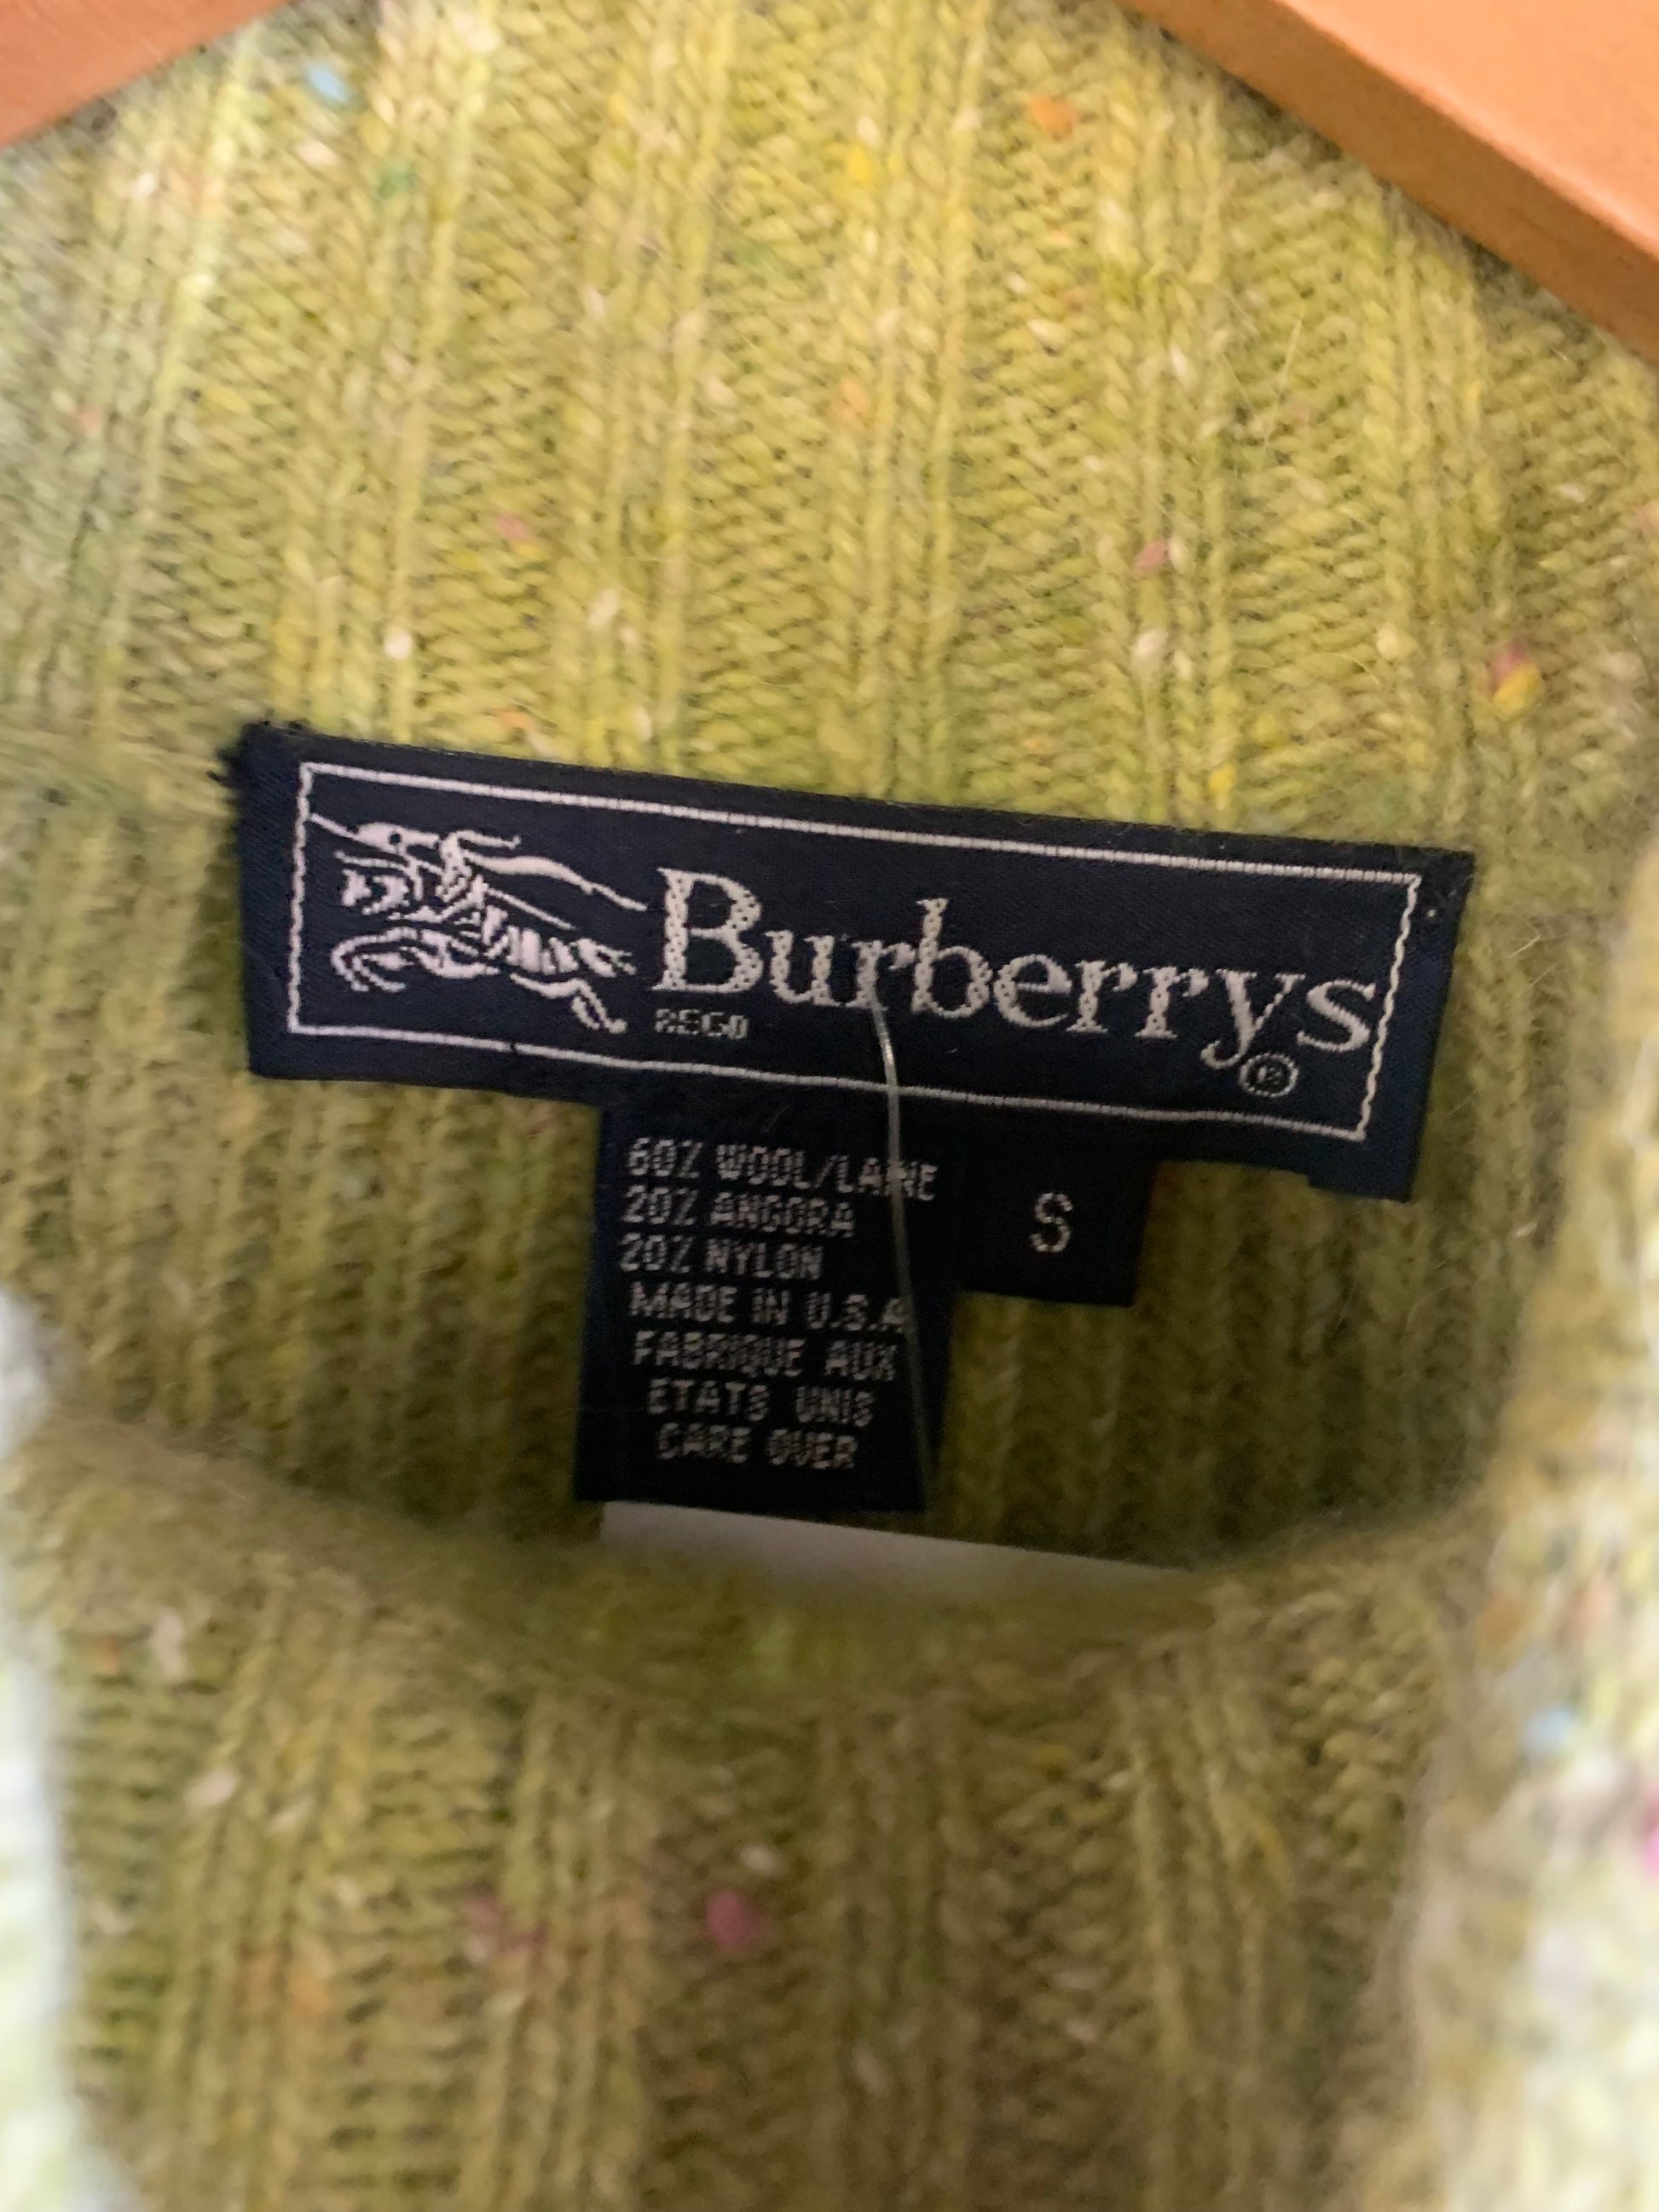 Burberrys
REGD
®
60% WOOL/LAINE
20% ANGORA
20% NYLON
MADE IN U.S.A
FABRIQUE AUX
ETATS UNIS
CARE OVER
S